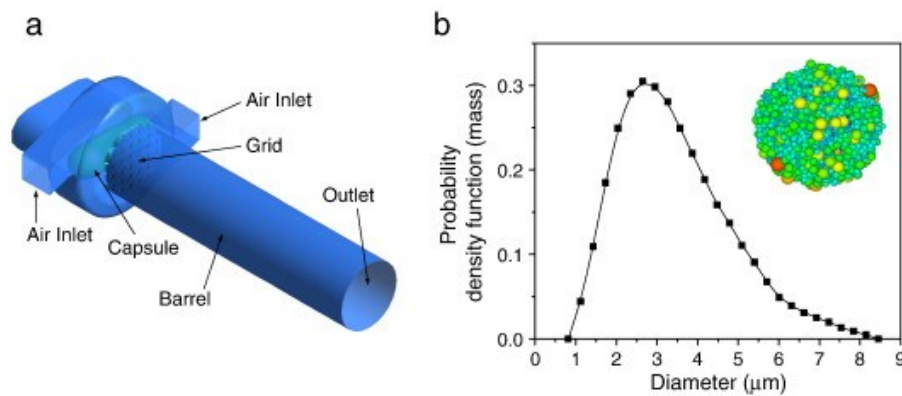 a
Air Inlet
Grid
Outlet
Air Inlet
Capsule
Barrel
b
Probability
density function (mass)
0.3
0.2
0.1
0.0
0 1 2 3 4 5 6 7 8 9
Diameter (μm)